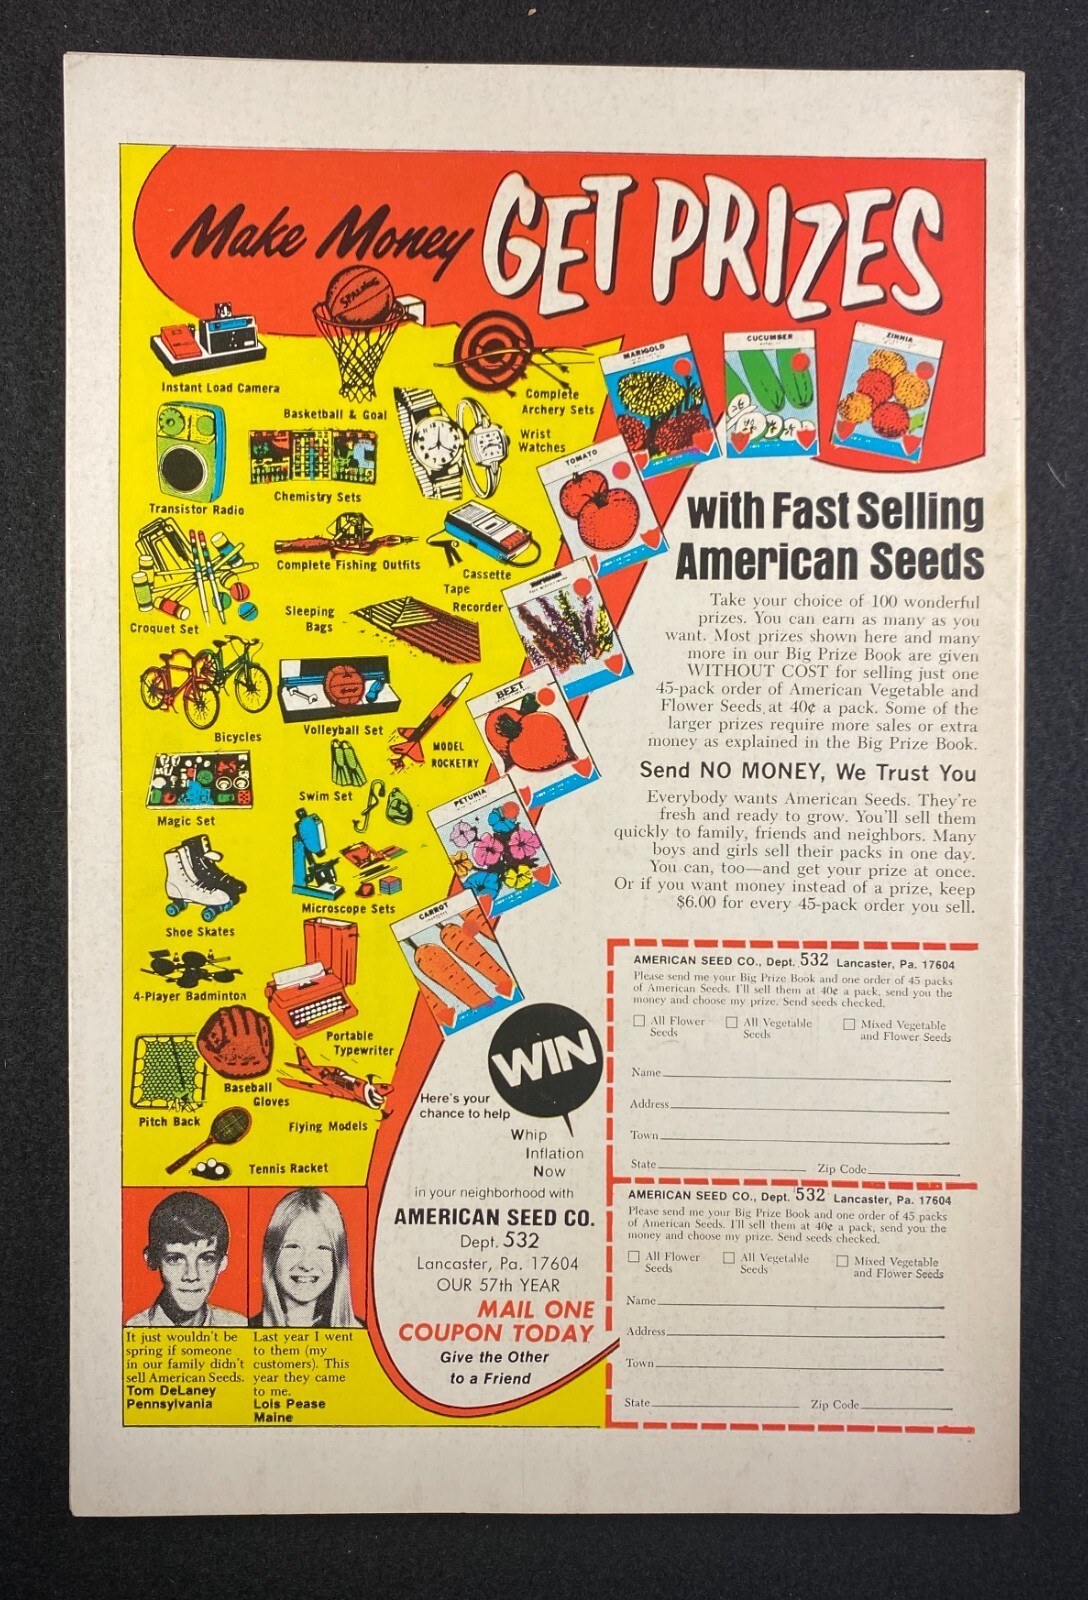 Make Money GET PRIZES
SPALDING
Instant Load Camera
Basketball & Goal
Complete
Archery Sets
Wrist
Watches
Transistor Radio
Chemistry Sets
Complete Fishing Outfits
Cassette
Tape
Recorder
Croquet Set
Sleeping
Bags
Bicycles
Volleyball Set
MODEL
ROCKETRY
Magic Set
Swim Set
Microscope Sets
Shoe Skates
4-Player Badminton
Portable
Typewriter
Baseball
Gloves
Pitch Back
Flying Models
Tennis Racket
MARIGOLD
CUCUMBER
ZINNIA
TOMATO
BEET
PETUNIA
CARROT
with Fast Selling
American Seeds
Take your choice of 100 wonderful
prizes. You can earn as many as you
want. Most prizes shown here and many
more in our Big Prize Book are given
WITHOUT COST for selling just one
45-pack order of American Vegetable and
Flower Seeds, at 40¢ a pack. Some of the
larger prizes require more sales or extra
money as explained in the Big Prize Book.
Send NO MONEY, We Trust You
Everybody wants American Seeds. They're
fresh and ready to grow. You'll sell them
quickly to family, friends and neighbors. Many
boys and girls sell their packs in one day.
You can, too—and get your prize at once.
Or if you want money instead of a prize, keep
$6.00 for every 45-pack order you sell.
WIN
Here's your
chance to help
Whip
Inflation
Now
in your neighborhood with
AMERICAN SEED CO.
Dept. 532
Lancaster, Pa. 17604
OUR 57th YEAR
MAIL ONE
COUPON TODAY
Give the Other
to a Friend
It just wouldn't be
spring if someone
in our family didn't
sell American Seeds.
Tom DeLaney
Pennsylvania
Last year I went
to them (my
customers). This
year they came
to me.
Lois Pease
Maine
AMERICAN SEED CO., Dept. 532 Lancaster, Pa. 17604
Please send me your Big Prize Book and one order of 45 packs
of American Seeds. I'll sell them at 40¢ a pack, send you the
money and choose my prize. Send seeds checked.
All Flower
Seeds
All Vegetable
Seeds
Mixed Vegetable
and Flower Seeds
Name
Address
Town
State Zip Code
AMERICAN SEED CO., Dept. 532 Lancaster, Pa. 17604
Please send me your Big Prize Book and one order of 45 packs
of American Seeds. I'll sell them at 40¢ a pack, send you the
money and choose my prize. Send seeds checked.
All Flower
Seeds
All Vegetable
Seeds
Mixed Vegetable
and Flower Seeds
Name
Address
Town
State Zip Code